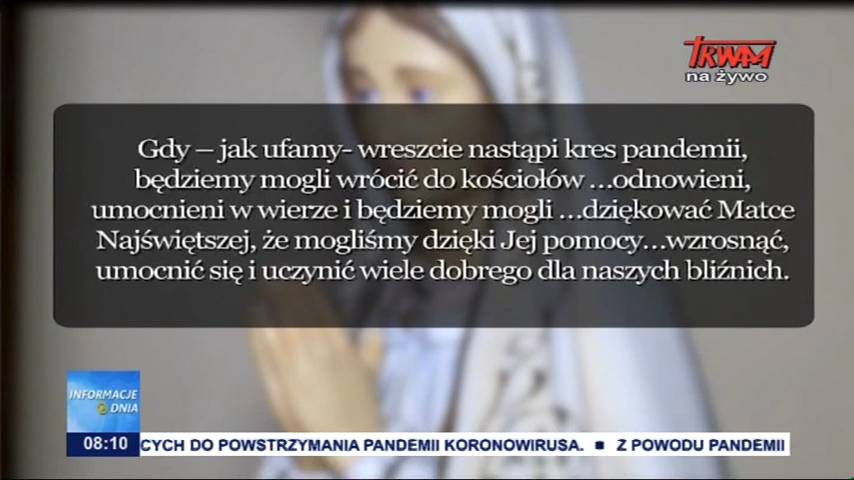 TRWAM
na żywo
Gdy – jak ufamy- wreszcie nastąpi kres pandemii,
będziemy mogli wrócić do kościołów ...odnowieni,
umocnieni w wierze i będziemy mogli ...dziękować Matce
Najświętszej, że mogliśmy dzięki Jej pomocy...wzrosnąć,
umocnić się i uczynić wiele dobrego dla naszych bliźnich.
INFORMACJE
DNIA
08:10 CYCH DO POWSTRZYMANIA PANDEMII KORONOWIRUSA. ■ Z POWODU PANDEMII